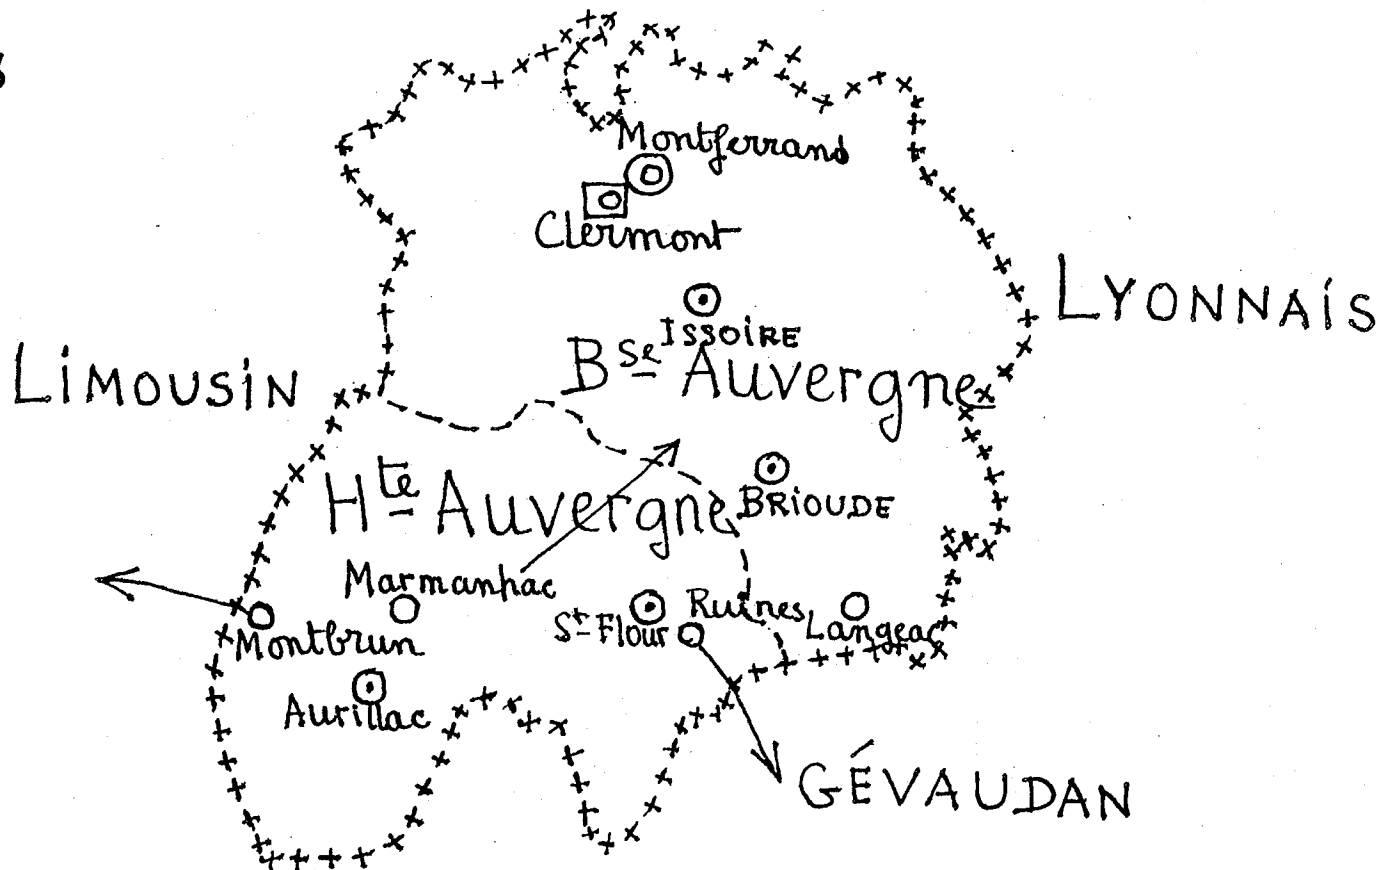 Montferrand
Clermont
LYONNAIS
ISSOIRE
LIMOUSIN
Bse Auvergne
Hte Auvergne
BRIOUDE
Marmanhac
Ruines
St-Flour
Langeac
Montbrun
Aurillac
GÉVAUDAN